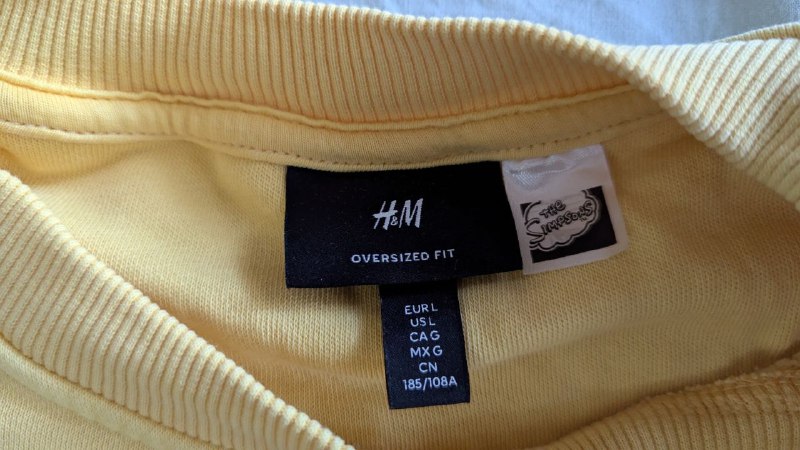 H&M
OVERSIZED FIT
THE
SIMPSONS
EUR L
US L
CA G
MX G
CN
185/108A